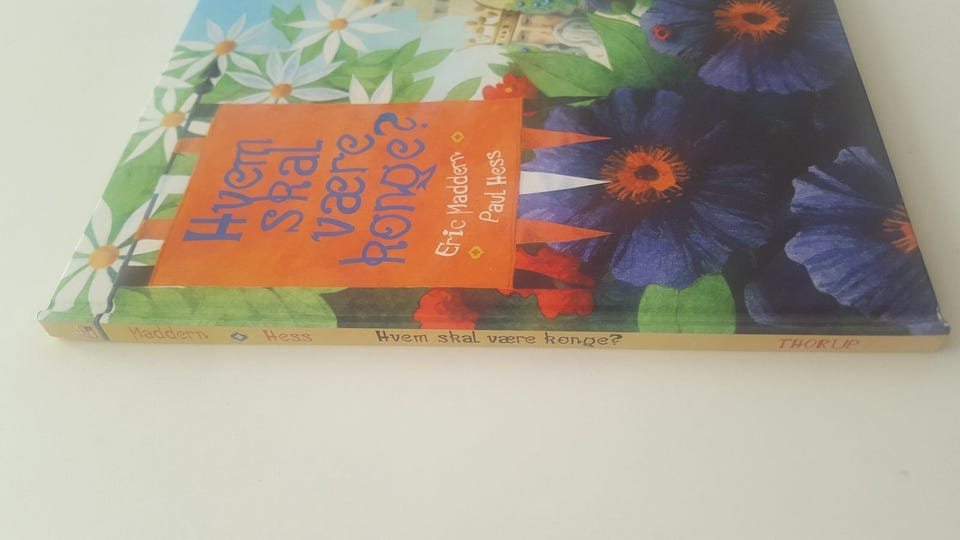 Hvem
skal
være
konge?
Eric Maddern
Paul Hess
Maddern Hess Hvem skal være konge? THORUP